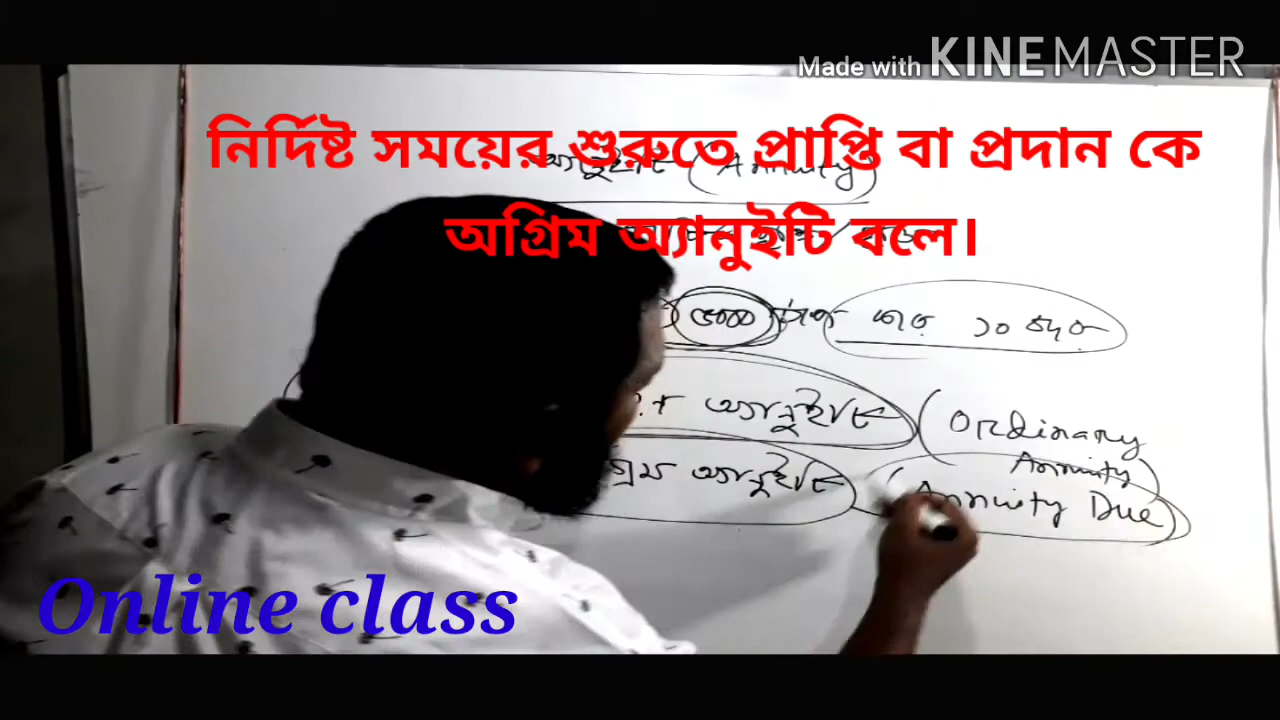 Made with KINEMASTER
নির্দিষ্ট সময়ের শুরুতে প্রাপ্তি বা প্রদান কে
অগ্রিম অ্যানুইটি বলে।
(Annuity)
৫০০০ টাকা করে ১০ বছর
অ্যানুইটি (Ordinary
Annuity)
অ্যানুইটি (Annuity Due)
Online class